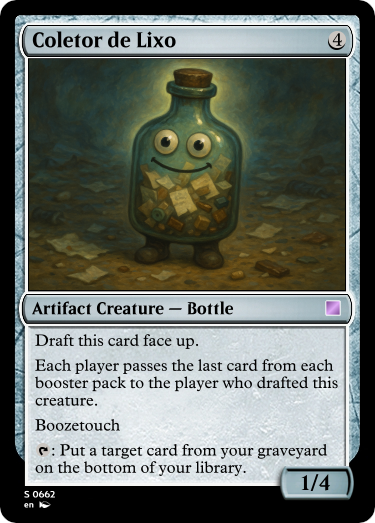 Coletor de Lixo
4
Artifact Creature — Bottle
Draft this card face up.
Each player passes the last card from each
booster pack to the player who drafted this
creature.
Boozetouch
: Put a target card from your graveyard
on the bottom of your library.
1/4
S 0662
en